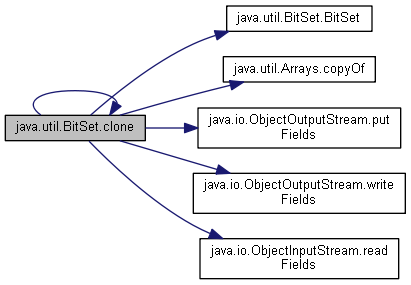 java.util.BitSet.BitSet
java.util.Arrays.copyOf
java.io.ObjectOutputStream.put
Fields
java.util.BitSet.clone
java.io.ObjectOutputStream.write
Fields
java.io.ObjectInputStream.read
Fields